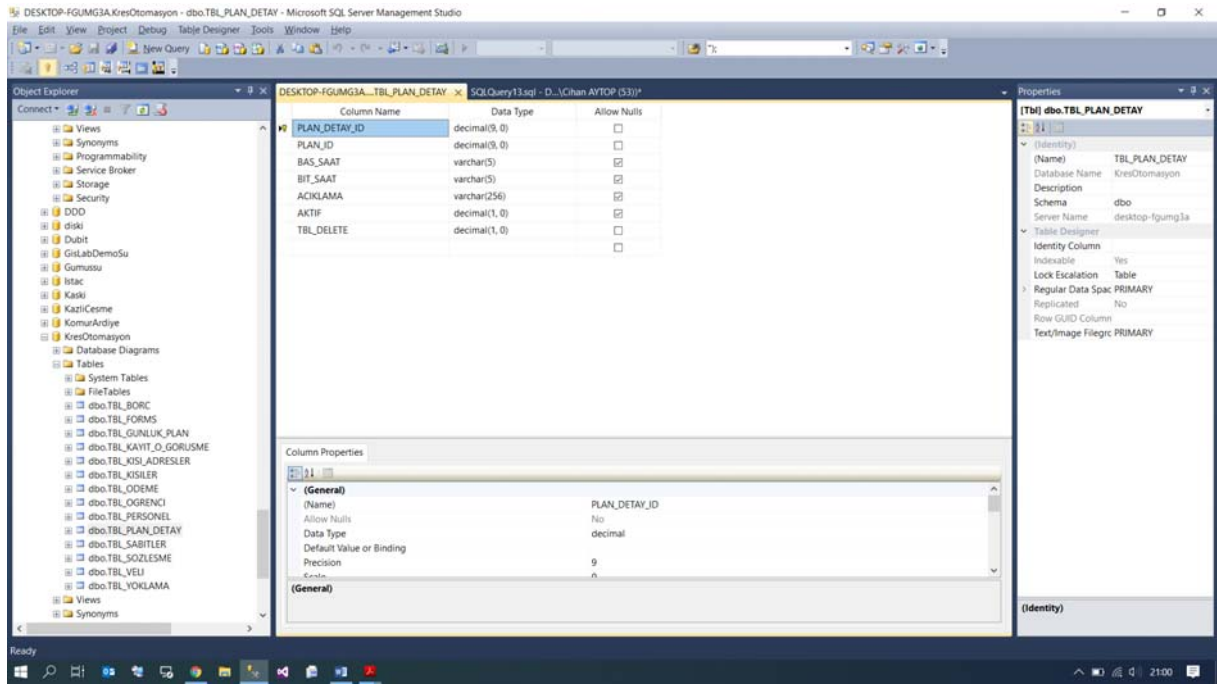 DESKTOP-FGUMG3A.KresOtomasyon - dbo.TBL_PLAN_DETAY - Microsoft SQL Server Management Studio
File Edit View Project Debug Table Designer Tools Window Help
New Query
Object Explorer
Connect
Views
Synonyms
Programmability
Service Broker
Storage
Security
DDD
diski
Dubit
GisLabDemoSu
Gumussu
Istac
Kaski
KazliCesme
KomurArdiye
KresOtomasyon
Database Diagrams
Tables
System Tables
FileTables
dbo.TBL_BORC
dbo.TBL_FORMS
dbo.TBL_GUNLUK_PLAN
dbo.TBL_KAYIT_O_GORUSME
dbo.TBL_KISI_ADRESLER
dbo.TBL_KISILER
dbo.TBL_ODEME
dbo.TBL_OGRENCI
dbo.TBL_PERSONEL
dbo.TBL_PLAN_DETAY
dbo.TBL_SABITLER
dbo.TBL_SOZLESME
dbo.TBL_VELI
dbo.TBL_YOKLAMA
Views
Synonyms
DESKTOP-FGUMG3A....TBL_PLAN_DETAY SQLQuery13.sql - D...\Cihan AYTOP (53))*
Column Name Data Type Allow Nulls
PLAN_DETAY_ID decimal(9, 0)
PLAN_ID decimal(9, 0)
BAS_SAAT varchar(5)
BIT_SAAT varchar(5)
ACIKLAMA varchar(256)
AKTIF decimal(1, 0)
TBL_DELETE decimal(1, 0)
Column Properties
(General)
(Name) PLAN_DETAY_ID
Allow Nulls No
Data Type decimal
Default Value or Binding
Precision 9
Scale 0
(General)
Properties
[Tbl] dbo.TBL_PLAN_DETAY
(Identity)
(Name) TBL_PLAN_DETAY
Database Name KresOtomasyon
Description
Schema dbo
Server Name desktop-fgumg3a
Table Designer
Identity Column
Indexable Yes
Lock Escalation Table
Regular Data Spac PRIMARY
Replicated No
Row GUID Column
Text/Image Filegrc PRIMARY
(Identity)
Ready
21:00